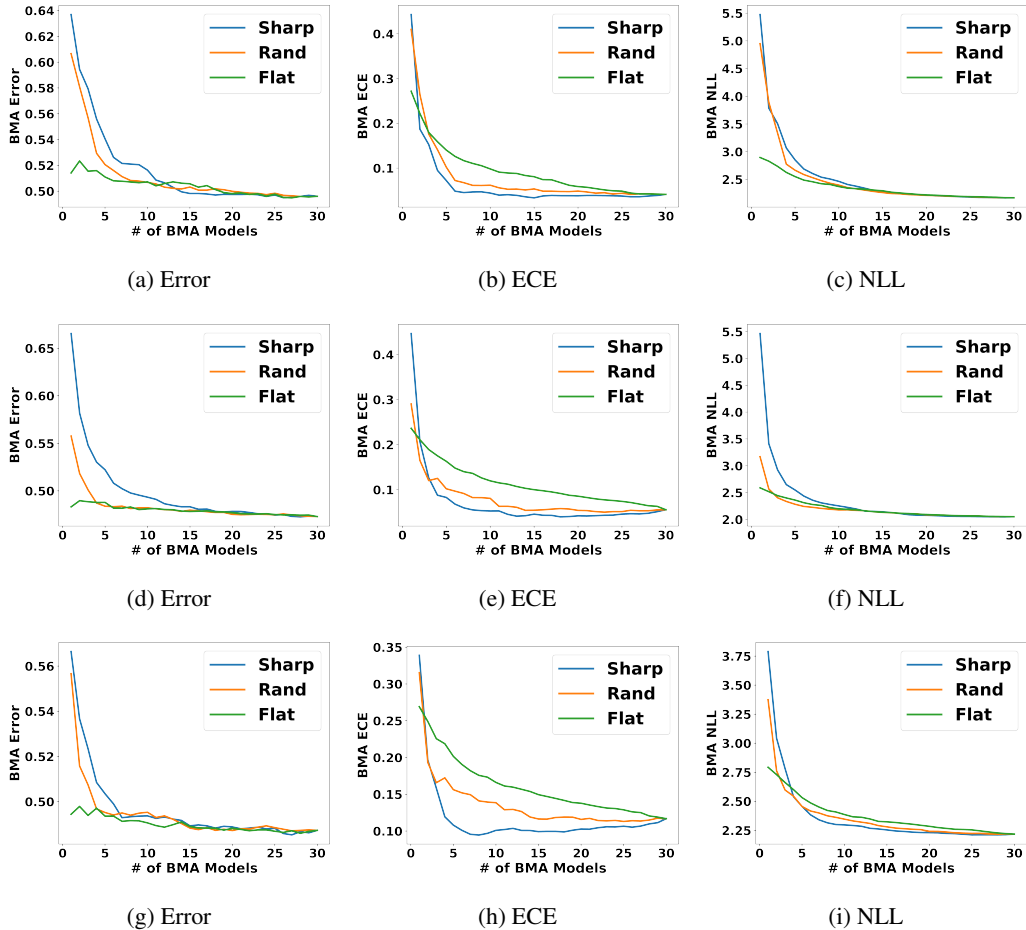 0.64
0.62
0.60
0.58
0.56
0.54
0.52
0.50
BMA Error
Sharp
Rand
Flat
0 5 10 15 20 25 30
# of BMA Models
(a) Error
0.4
0.3
0.2
0.1
BMA ECE
Sharp
Rand
Flat
0 5 10 15 20 25 30
# of BMA Models
(b) ECE
5.5
5.0
4.5
4.0
3.5
3.0
2.5
BMA NLL
Sharp
Rand
Flat
0 5 10 15 20 25 30
# of BMA Models
(c) NLL
0.65
0.60
0.55
0.50
BMA Error
Sharp
Rand
Flat
0 5 10 15 20 25 30
# of BMA Models
(d) Error
0.4
0.3
0.2
0.1
BMA ECE
Sharp
Rand
Flat
0 5 10 15 20 25 30
# of BMA Models
(e) ECE
5.5
5.0
4.5
4.0
3.5
3.0
2.5
2.0
BMA NLL
Sharp
Rand
Flat
0 5 10 15 20 25 30
# of BMA Models
(f) NLL
0.56
0.54
0.52
0.50
BMA Error
Sharp
Rand
Flat
0 5 10 15 20 25 30
# of BMA Models
(g) Error
0.35
0.30
0.25
0.20
0.15
0.10
BMA ECE
Sharp
Rand
Flat
0 5 10 15 20 25 30
# of BMA Models
(h) ECE
3.75
3.50
3.25
3.00
2.75
2.50
2.25
BMA NLL
Sharp
Rand
Flat
0 5 10 15 20 25 30
# of BMA Models
(i) NLL